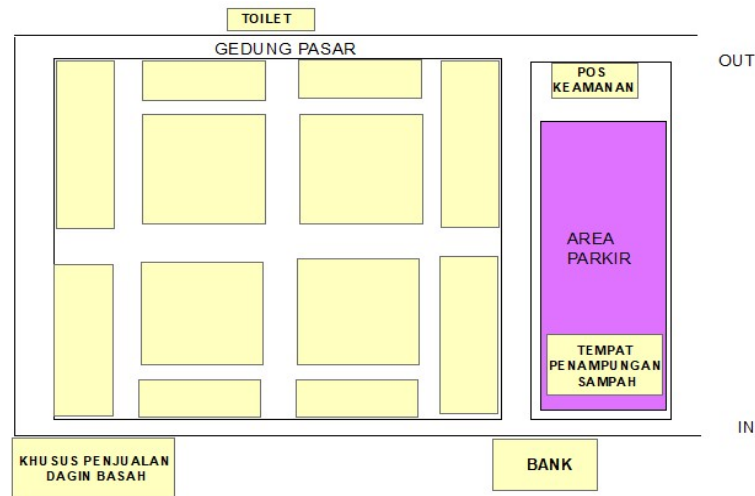 TOILET
GEDUNG PASAR
OUT
POS
KEAMANAN
AREA
PARKIR
TEMPAT
PENAMPUNGAN
SAMPAH
IN
KHUSUS PENJUALAN
DAGIN BASAH
BANK